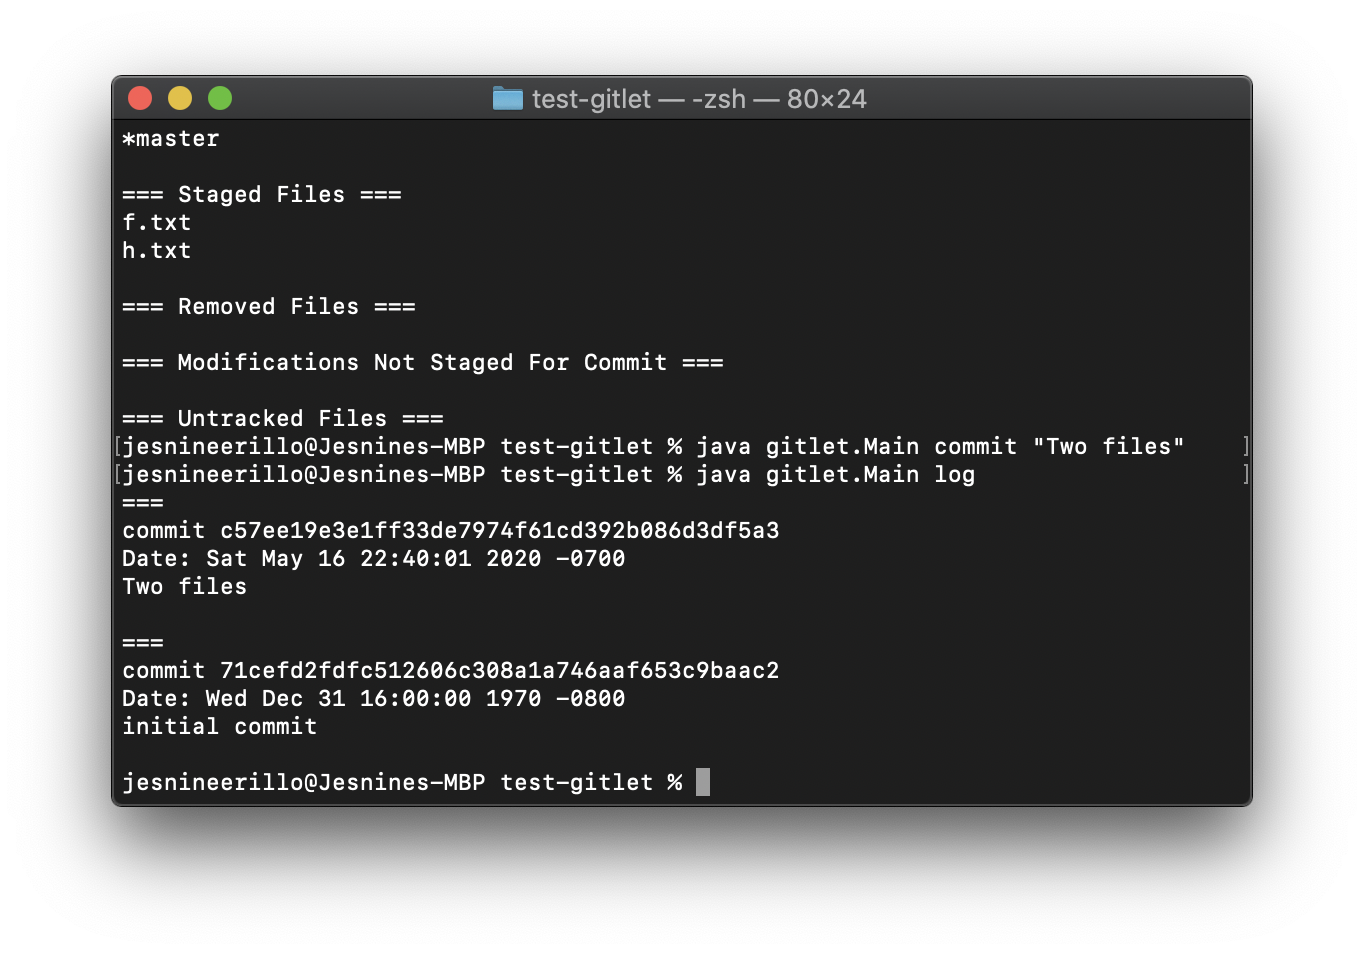 test-gitlet — -zsh — 80×24
*master
=== Staged Files ===
f.txt
h.txt
=== Removed Files ===
=== Modifications Not Staged For Commit ===
=== Untracked Files ===
[jesnineerillo@Jesnines-MBP test-gitlet % java gitlet.Main commit "Two files" ]
[jesnineerillo@Jesnines-MBP test-gitlet % java gitlet.Main log ]
===
commit c57ee19e3e1ff33de7974f61cd392b086d3df5a3
Date: Sat May 16 22:40:01 2020 -0700
Two files
===
commit 71cefd2fdfc512606c308a1a746aaf653c9baac2
Date: Wed Dec 31 16:00:00 1970 -0800
initial commit
jesnineerillo@Jesnines-MBP test-gitlet %